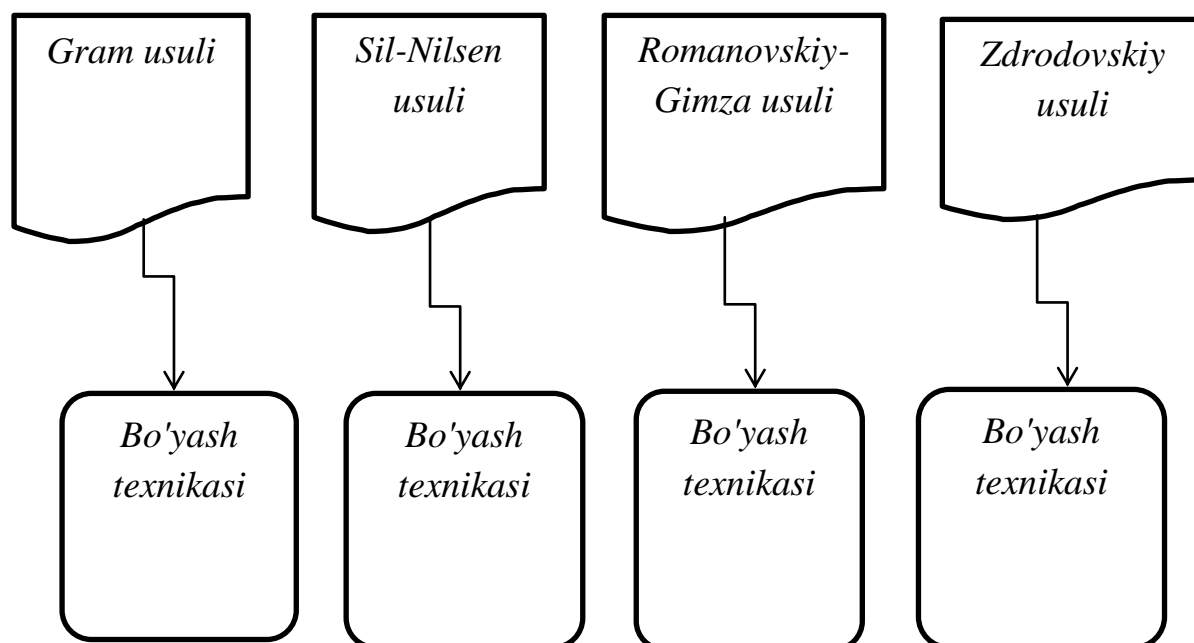 Gram usuli
Sil-Nilsen
usuli
Romanovskiy-
Gimza usuli
Zdrodovskiy
usuli
Bo'yash
texnikasi
Bo'yash
texnikasi
Bo'yash
texnikasi
Bo'yash
texnikasi